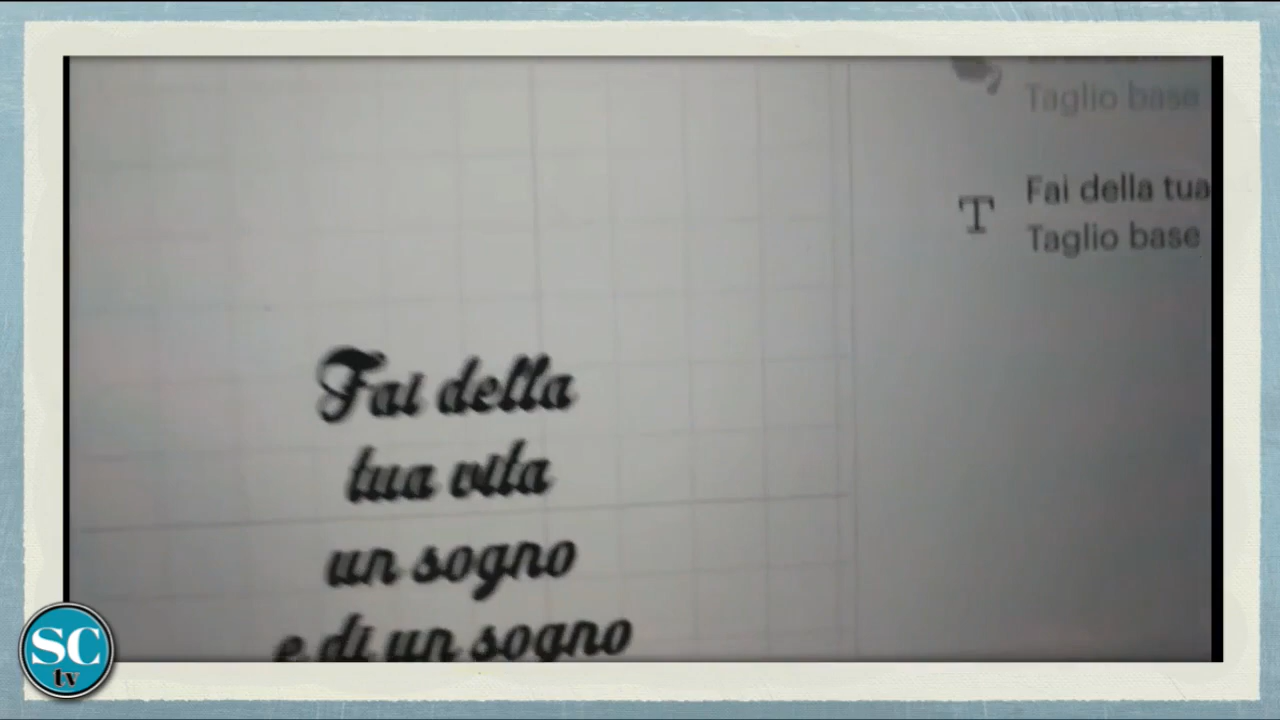 Taglio base
Fai della tua
Taglio base
Fai della
tua vita
un sogno
e di un sogno
SC
tv